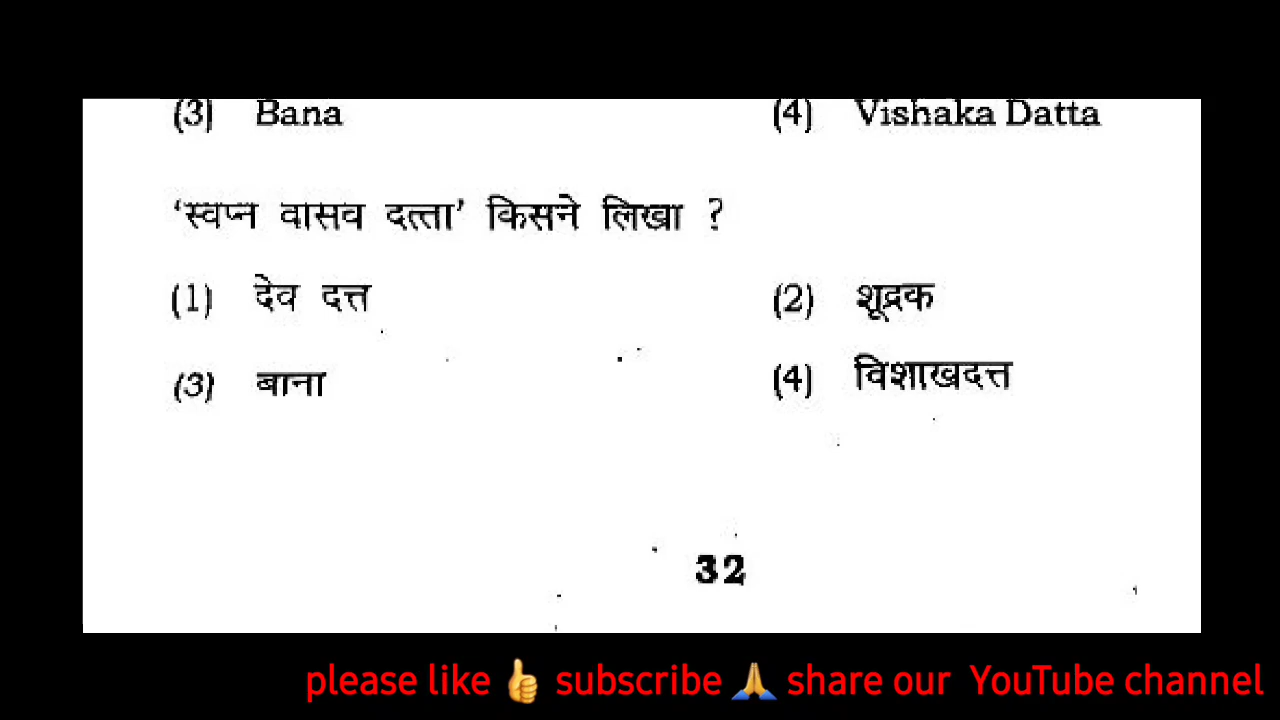 (3) Bana (4) Vishaka Datta
‘स्वप्न वासव दत्ता’ किसने लिखा ?
(1) देव दत्त (2) शूद्रक
(3) बाना (4) विशाखदत्त
32
please like 👍 subscribe 🙏 share our YouTube channel